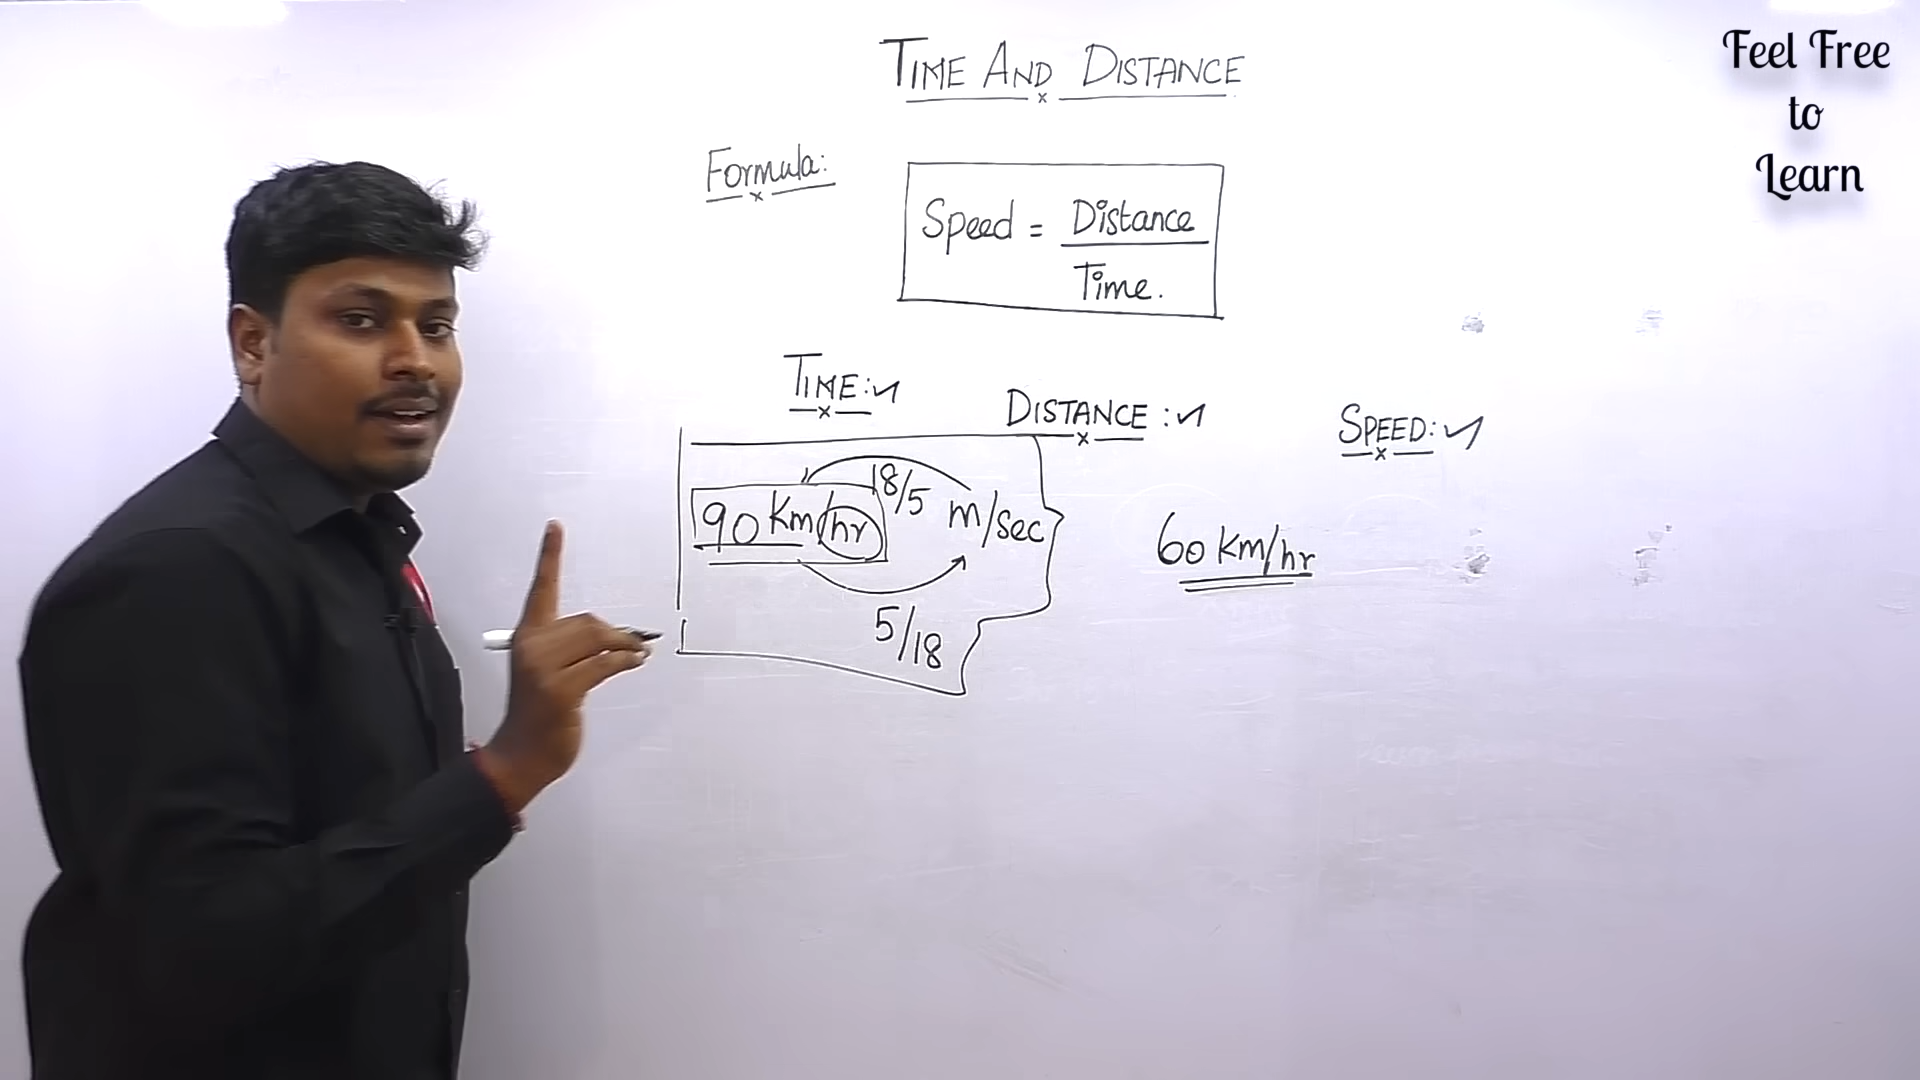 Feel Free
to
Learn
TIME AND DISTANCE
Formula:
Speed = Distance
Time.
TIME:
DISTANCE :
SPEED:
18/5
90 Km/hr m/sec
60 Km/hr
5/18